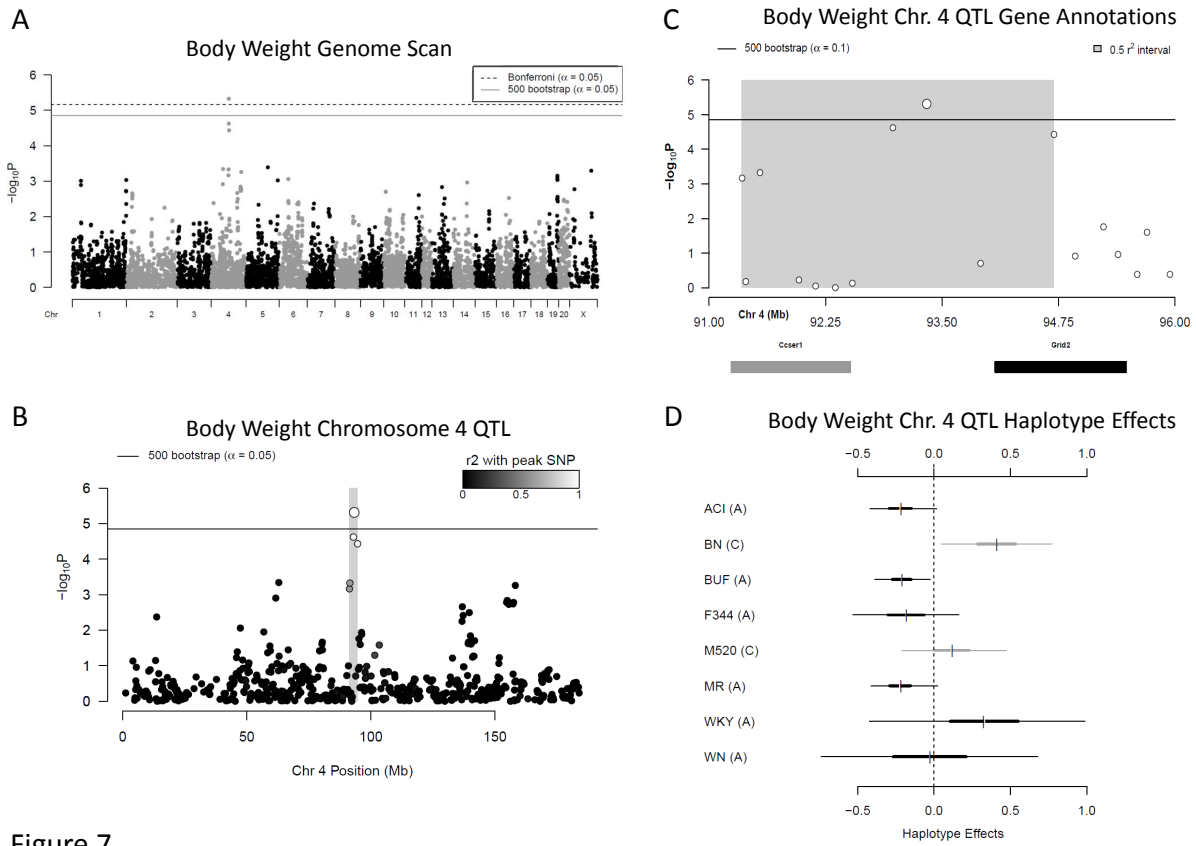 A
Body Weight Genome Scan
Bonferroni (α = 0.05)
500 bootstrap (α = 0.05)
6
5
4
3
2
1
0
−log10P
Chr 1 2 3 4 5 6 7 8 9 10 11 12 13 14 15 16 17 18 19 20 X
B
Body Weight Chromosome 4 QTL
500 bootstrap (α = 0.05)
r2 with peak SNP
0 0.5 1
6
5
4
3
2
1
0
−log10P
0 50 100 150
Chr 4 Position (Mb)
C
Body Weight Chr. 4 QTL Gene Annotations
500 bootstrap (α = 0.1)
0.5 r² interval
6
5
4
3
2
1
0
−log10P
Chr 4 (Mb)
91.00 92.25 93.50 94.75 96.00
Ccser1 Grid2
D
Body Weight Chr. 4 QTL Haplotype Effects
−0.5 0.0 0.5 1.0
ACI (A)
BN (C)
BUF (A)
F344 (A)
M520 (C)
MR (A)
WKY (A)
WN (A)
−0.5 0.0 0.5 1.0
Haplotype Effects
Figure 7